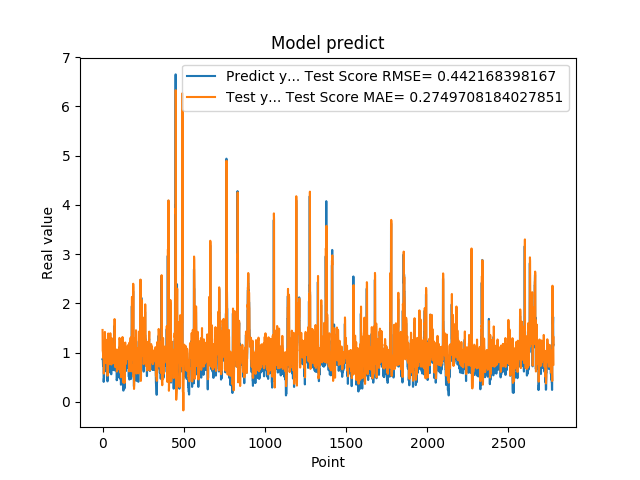 Model predict
Predict y... Test Score RMSE= 0.442168398167
Test y... Test Score MAE= 0.2749708184027851
Real value
7
6
5
4
3
2
1
0
0 500 1000 1500 2000 2500
Point